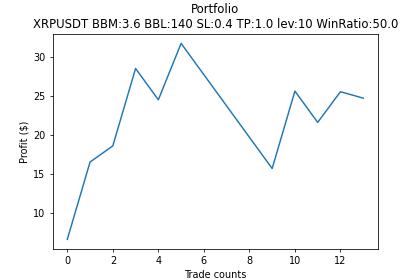 Portfolio
XRPUSDT BBM:3.6 BBL:140 SL:0.4 TP:1.0 lev:10 WinRatio:50.0
30
25
20
15
10
Profit ($)
0 2 4 6 8 10 12
Trade counts